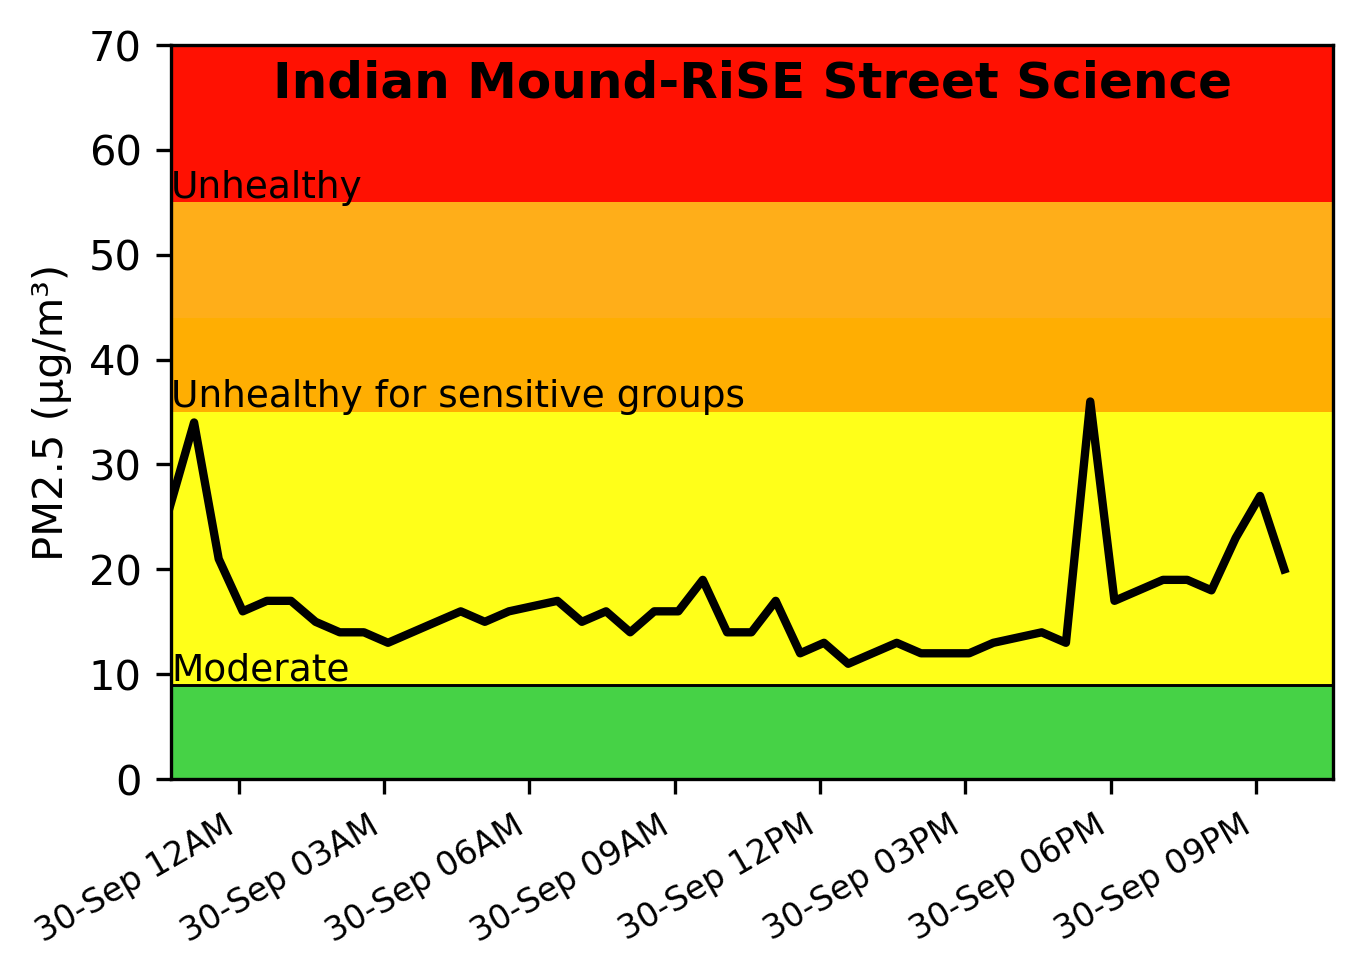 Indian Mound-RiSE Street Science
70
60
50
40
30
20
10
0
PM2.5 (μg/m³)
Unhealthy
Unhealthy for sensitive groups
Moderate
30-Sep 12AM
30-Sep 03AM
30-Sep 06AM
30-Sep 09AM
30-Sep 12PM
30-Sep 03PM
30-Sep 06PM
30-Sep 09PM